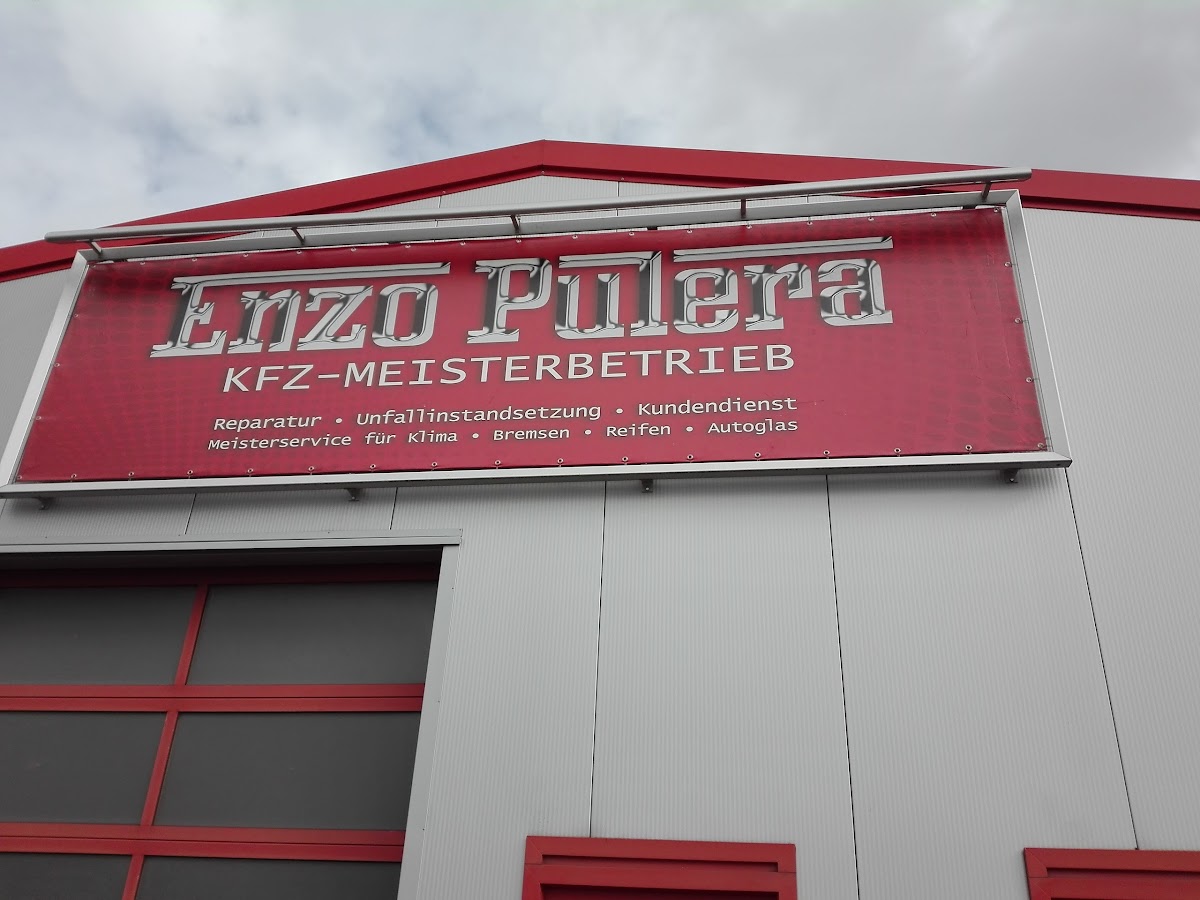 Enzo Pulera
KFZ-MEISTERBETRIEB
Reparatur • Unfallinstandsetzung • Kundendienst
Meisterservice für Klima • Bremsen • Reifen • Autoglas